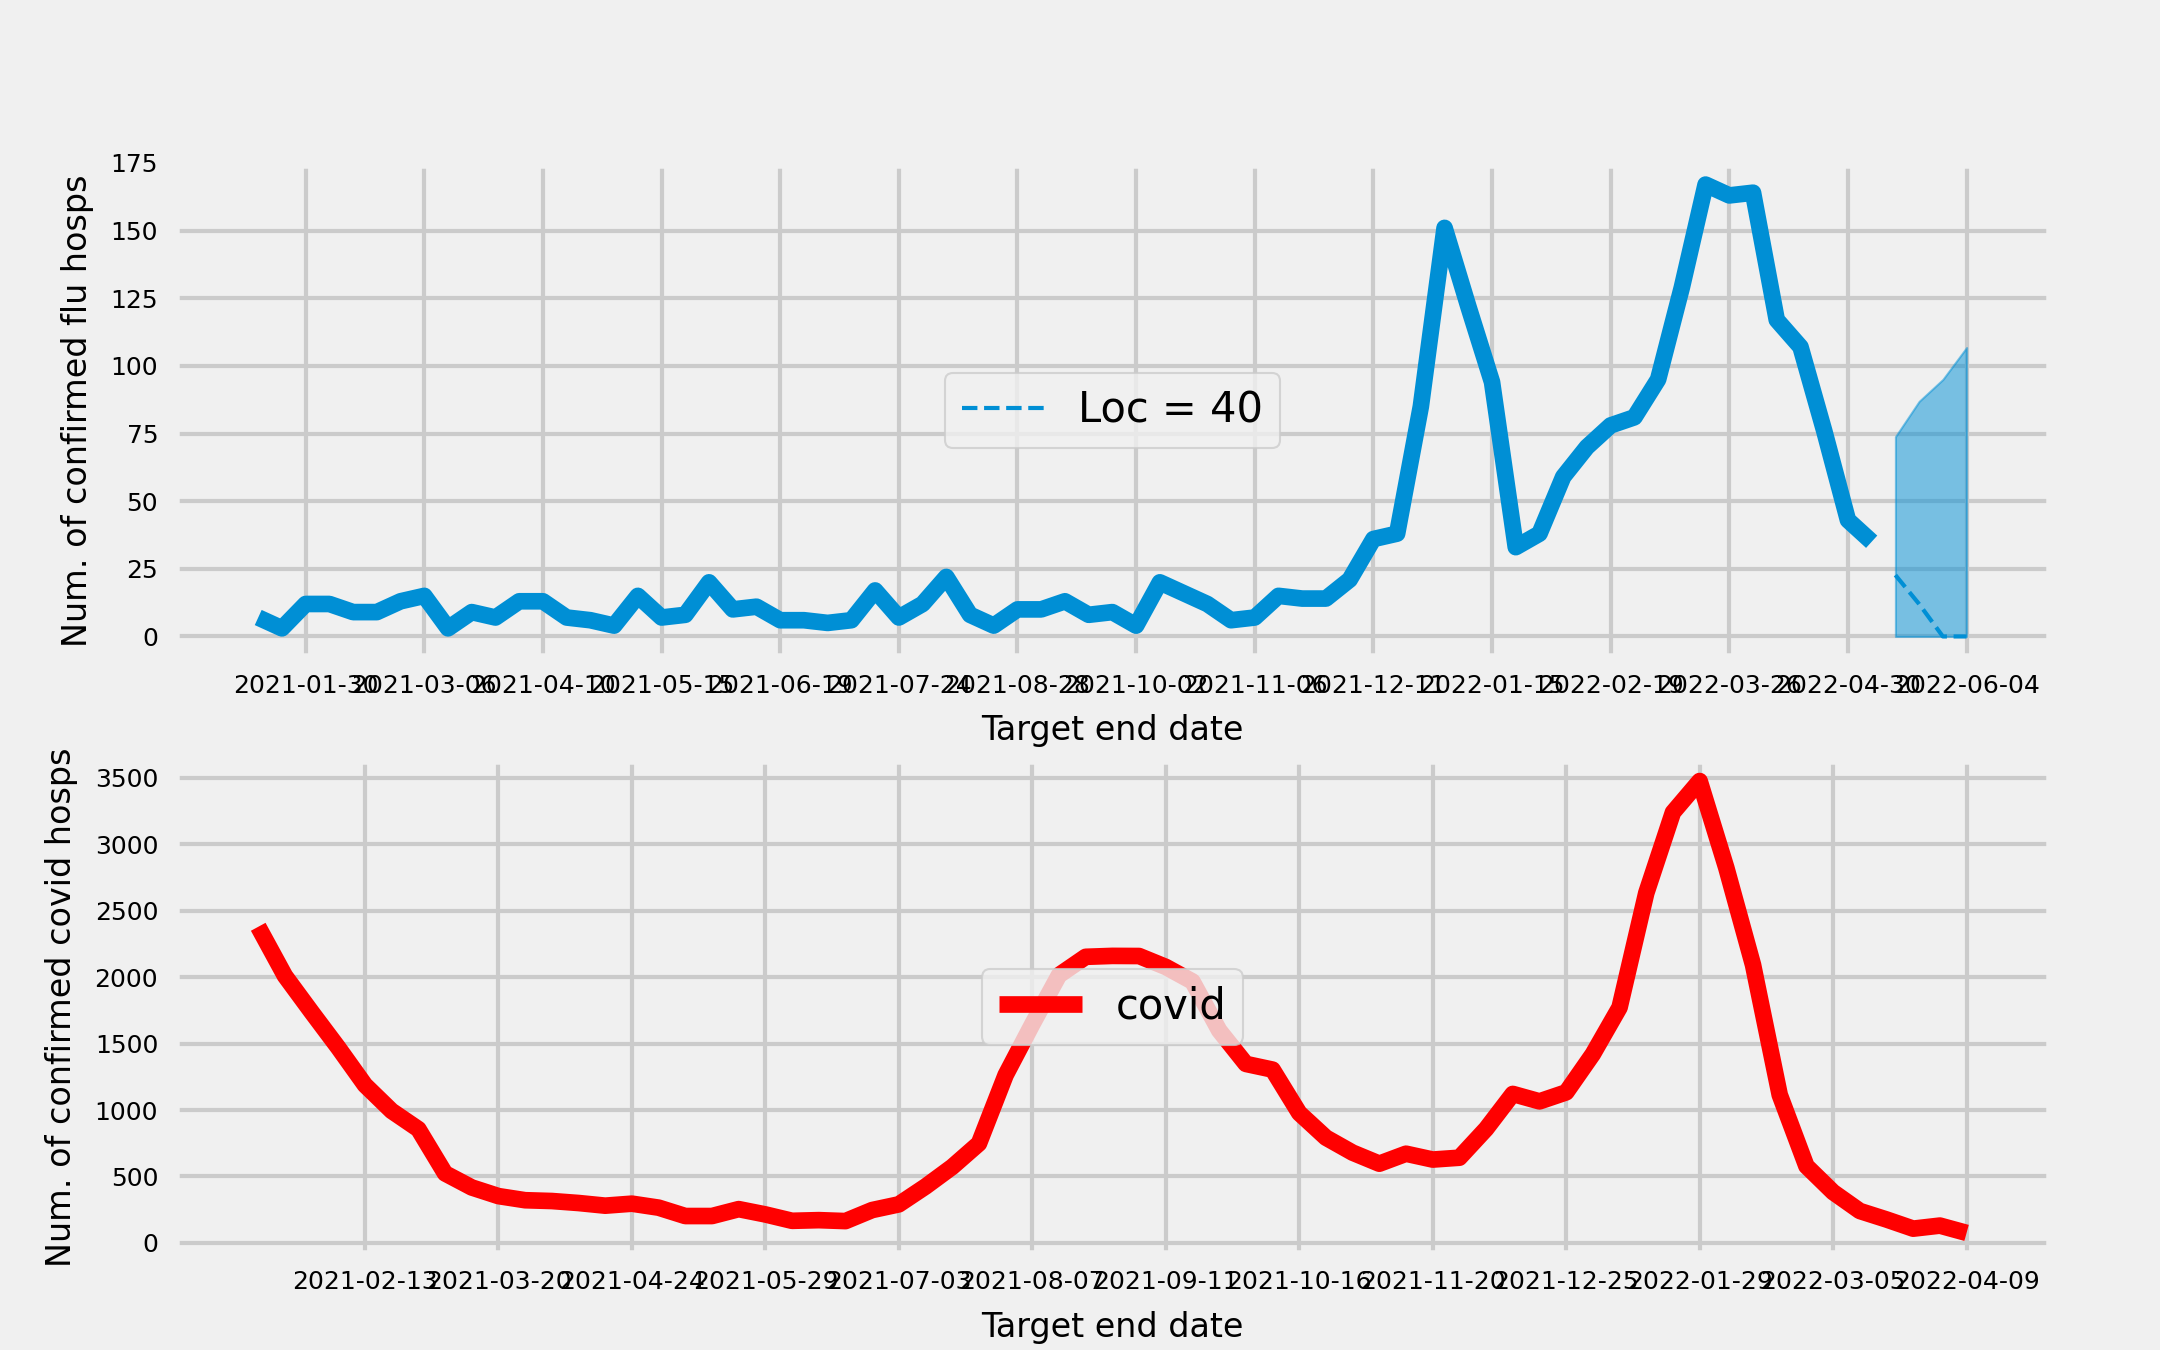 175
150
125
100
75
50
25
0
Num. of confirmed flu hosps
Loc = 40
2021-01-30 2021-03-06 2021-04-10 2021-05-15 2021-06-19 2021-07-24 2021-08-28 2021-10-02 2021-11-06 2021-12-11 2022-01-15 2022-02-19 2022-03-26 2022-04-30 2022-06-04
Target end date
3500
3000
2500
2000
1500
1000
500
0
Num. of confirmed covid hosps
covid
2021-02-13 2021-03-20 2021-04-24 2021-05-29 2021-07-03 2021-08-07 2021-09-11 2021-10-16 2021-11-20 2021-12-25 2022-01-29 2022-03-05 2022-04-09
Target end date